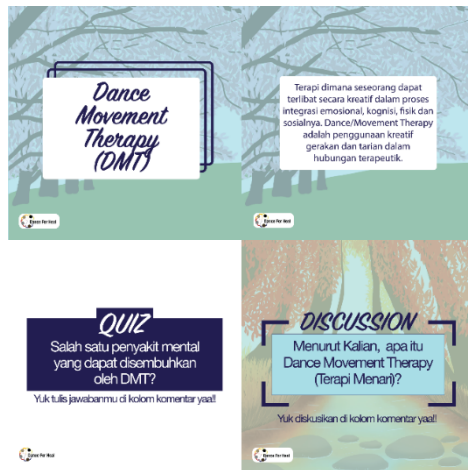 Dance
Movement
Therapy
(DMT)
Dance For Heal
Terapi dimana seseorang dapat
terlibat secara kreatif dalam proses
integrasi emosional, kognisi, fisik dan
sosialnya. Dance/Movement Therapy
adalah penggunaan kreatif
gerakan dan tarian dalam
hubungan terapeutik.
Dance For Heal
QUIZ
Salah satu penyakit mental
yang dapat disembuhkan
oleh DMT?
Yuk tulis jawabanmu di kolom komentar yaa!!
Dance For Heal
DISCUSSION
Menurut Kalian, apa itu
Dance Movement Therapy
(Terapi Menari)?
Yuk diskusikan di kolom komentar yaa!!
Dance For Heal